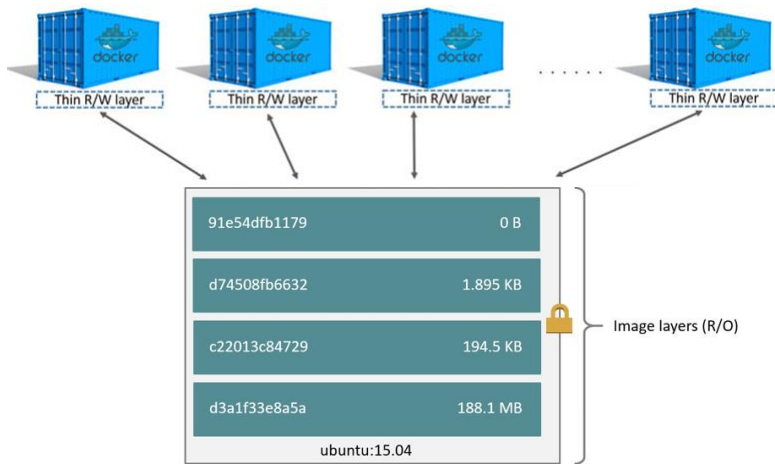 docker docker docker docker
. . . . . .
Thin R/W layer Thin R/W layer Thin R/W layer Thin R/W layer
91e54dfb1179 0 B
d74508fb6632 1.895 KB
c22013c84729 194.5 KB
d3a1f33e8a5a 188.1 MB
ubuntu:15.04
Image layers (R/O)